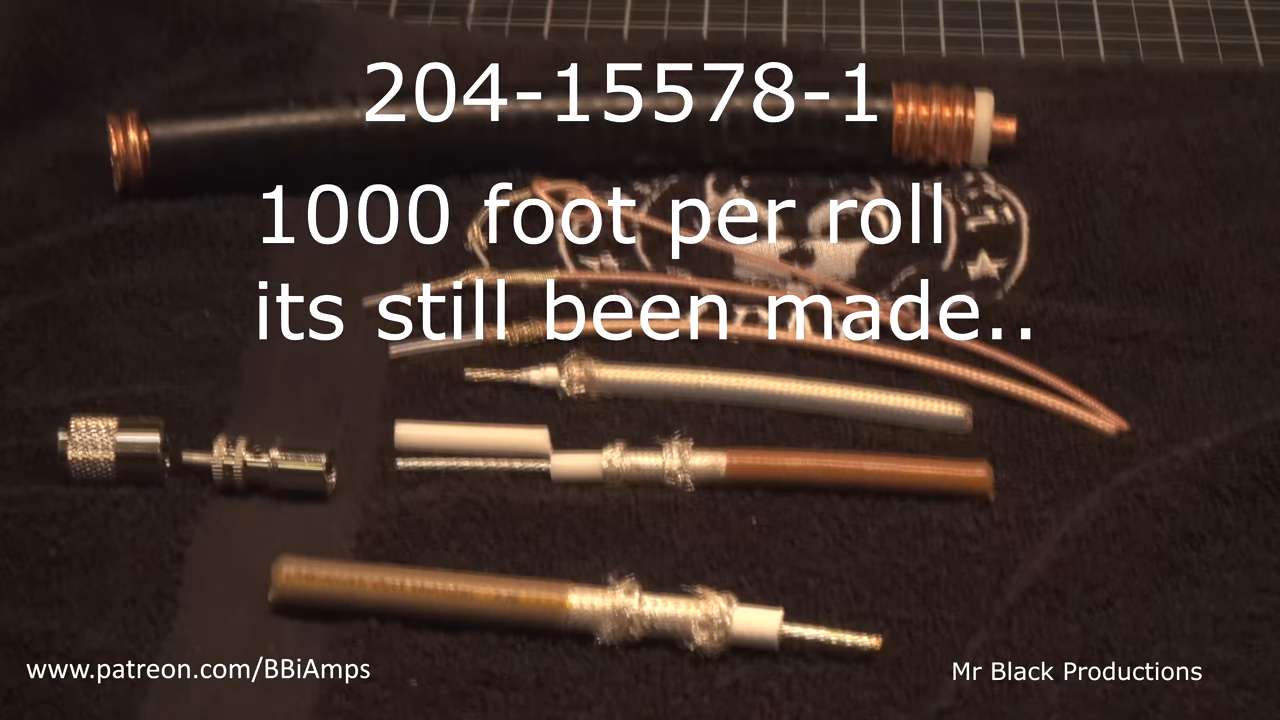 204-15578-1
1000 foot per roll
its still been made..
www.patreon.com/BBiAmps
Mr Black Productions